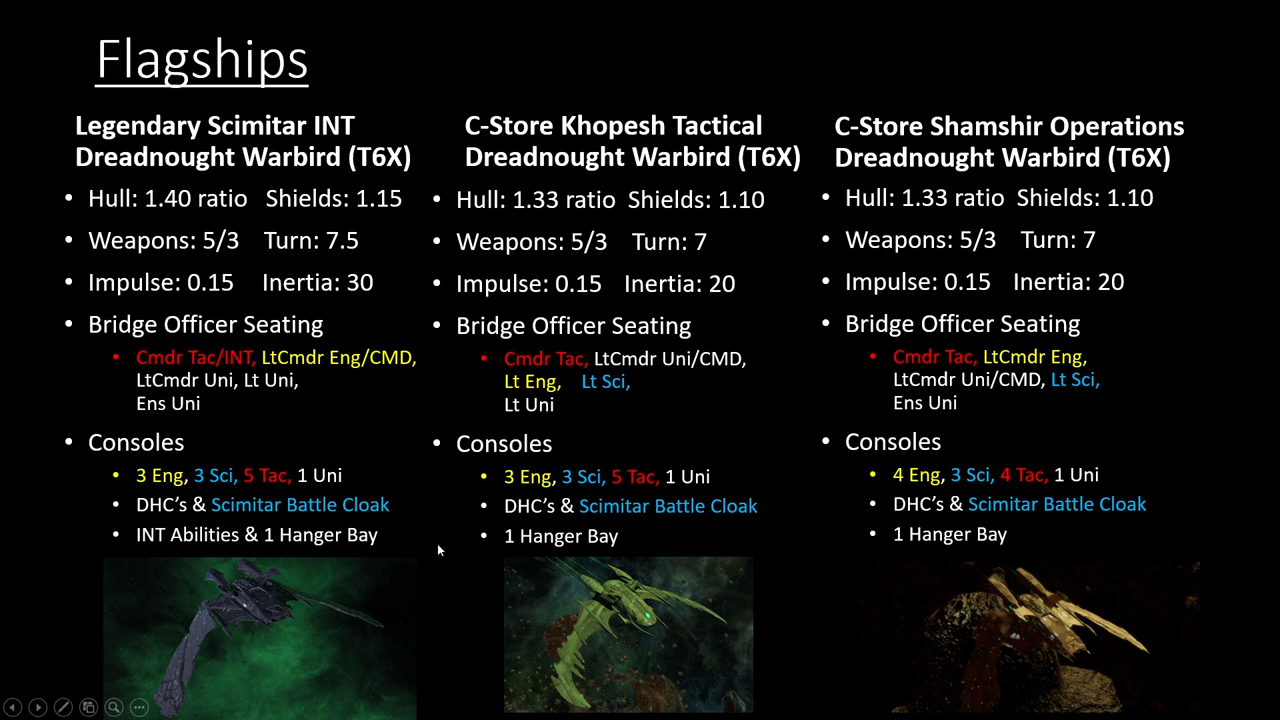 Flagships
Legendary Scimitar INT
Dreadnought Warbird (T6X)
• Hull: 1.40 ratio Shields: 1.15
• Weapons: 5/3 Turn: 7.5
• Impulse: 0.15 Inertia: 30
• Bridge Officer Seating
• Cmdr Tac/INT, LtCmdr Eng/CMD,
LtCmdr Uni, Lt Uni,
Ens Uni
• Consoles
• 3 Eng, 3 Sci, 5 Tac, 1 Uni
• DHC's & Scimitar Battle Cloak
• INT Abilities & 1 Hanger Bay
C-Store Khopesh Tactical
Dreadnought Warbird (T6X)
• Hull: 1.33 ratio Shields: 1.10
• Weapons: 5/3 Turn: 7
• Impulse: 0.15 Inertia: 20
• Bridge Officer Seating
• Cmdr Tac, LtCmdr Uni/CMD,
Lt Eng, Lt Sci,
Lt Uni
• Consoles
• 3 Eng, 3 Sci, 5 Tac, 1 Uni
• DHC's & Scimitar Battle Cloak
• 1 Hanger Bay
C-Store Shamshir Operations
Dreadnought Warbird (T6X)
• Hull: 1.33 ratio Shields: 1.10
• Weapons: 5/3 Turn: 7
• Impulse: 0.15 Inertia: 20
• Bridge Officer Seating
• Cmdr Tac, LtCmdr Eng,
LtCmdr Uni/CMD, Lt Sci,
Ens Uni
• Consoles
• 4 Eng, 3 Sci, 4 Tac, 1 Uni
• DHC's & Scimitar Battle Cloak
• 1 Hanger Bay